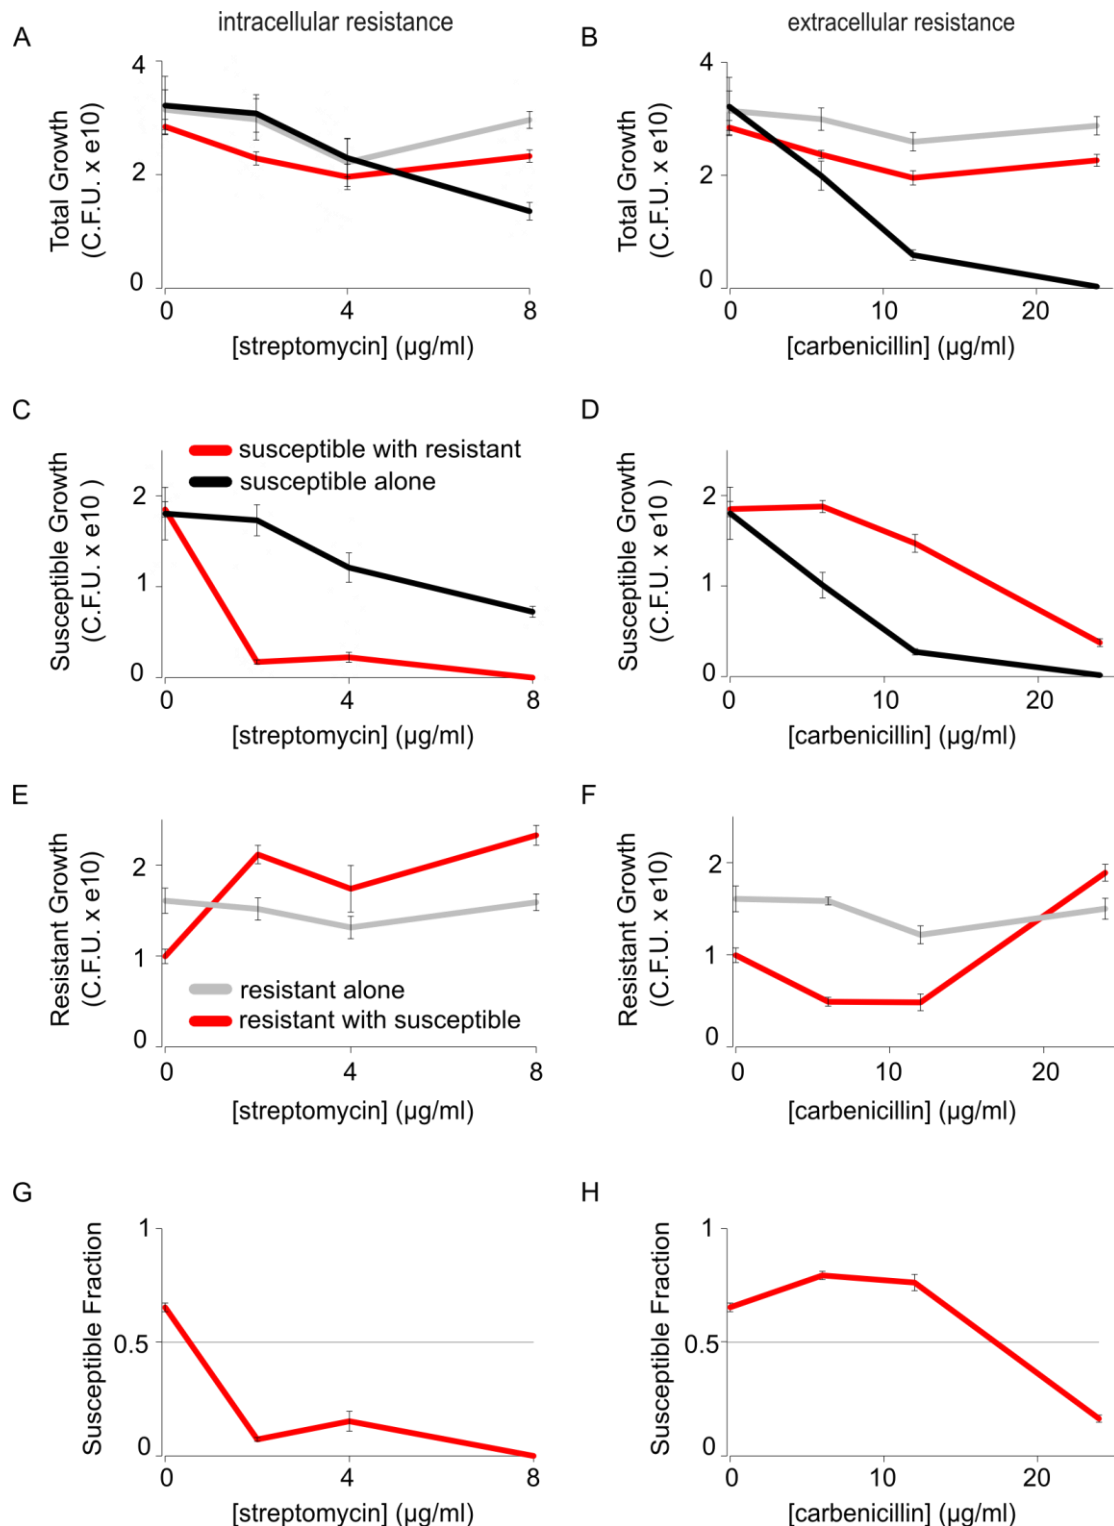 intracellular resistance
extracellular resistance
A
Total Growth
(C.F.U. x e10)
4
2
0
0
4
8
[streptomycin] (µg/ml)
B
Total Growth
(C.F.U. x e10)
4
2
0
0
10
20
[carbenicillin] (µg/ml)
C
Susceptible Growth
(C.F.U. x e10 )
2
1
0
susceptible with resistant
susceptible alone
0
4
8
[streptomycin] (µg/ml)
D
Susceptible Growth
(C.F.U. x e10 )
2
1
0
0
10
20
[carbenicillin] (µg/ml)
E
Resistant Growth
(C.F.U. x e10)
2
1
0
resistant alone
resistant with susceptible
0
4
8
[streptomycin] (µg/ml)
F
Resistant Growth
(C.F.U. x e10)
2
1
0
0
10
20
[carbenicillin] (µg/ml)
G
Susceptible Fraction
1
0.5
0
0
4
8
[streptomycin] (µg/ml)
H
Susceptible Fraction
1
0.5
0
0
10
20
[carbenicillin] (µg/ml)